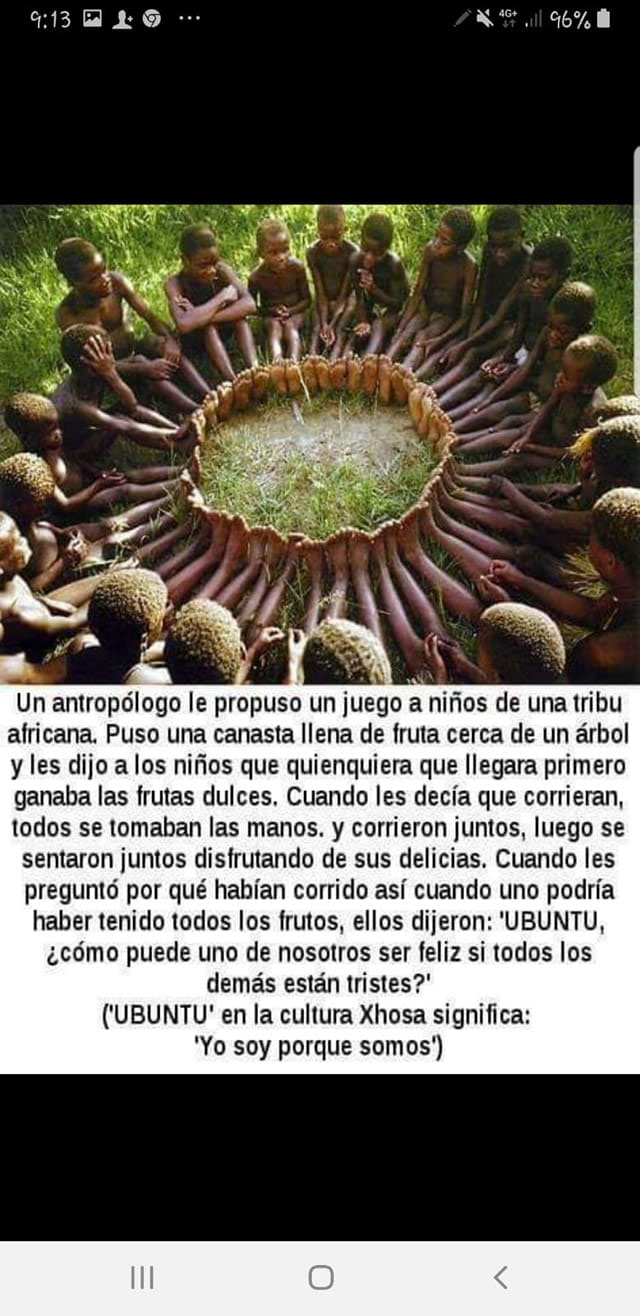 9:13
4G+
96%
Un antropólogo le propuso un juego a niños de una tribu
africana. Puso una canasta llena de fruta cerca de un árbol
y les dijo a los niños que quienquiera que llegara primero
ganaba las frutas dulces. Cuando les decía que corrieran,
todos se tomaban las manos. y corrieron juntos, luego se
sentaron juntos disfrutando de sus delicias. Cuando les
preguntó por qué habían corrido así cuando uno podría
haber tenido todos los frutos, ellos dijeron: 'UBUNTU,
¿cómo puede uno de nosotros ser feliz si todos los
demás están tristes?'
('UBUNTU' en la cultura Xhosa significa:
'Yo soy porque somos')